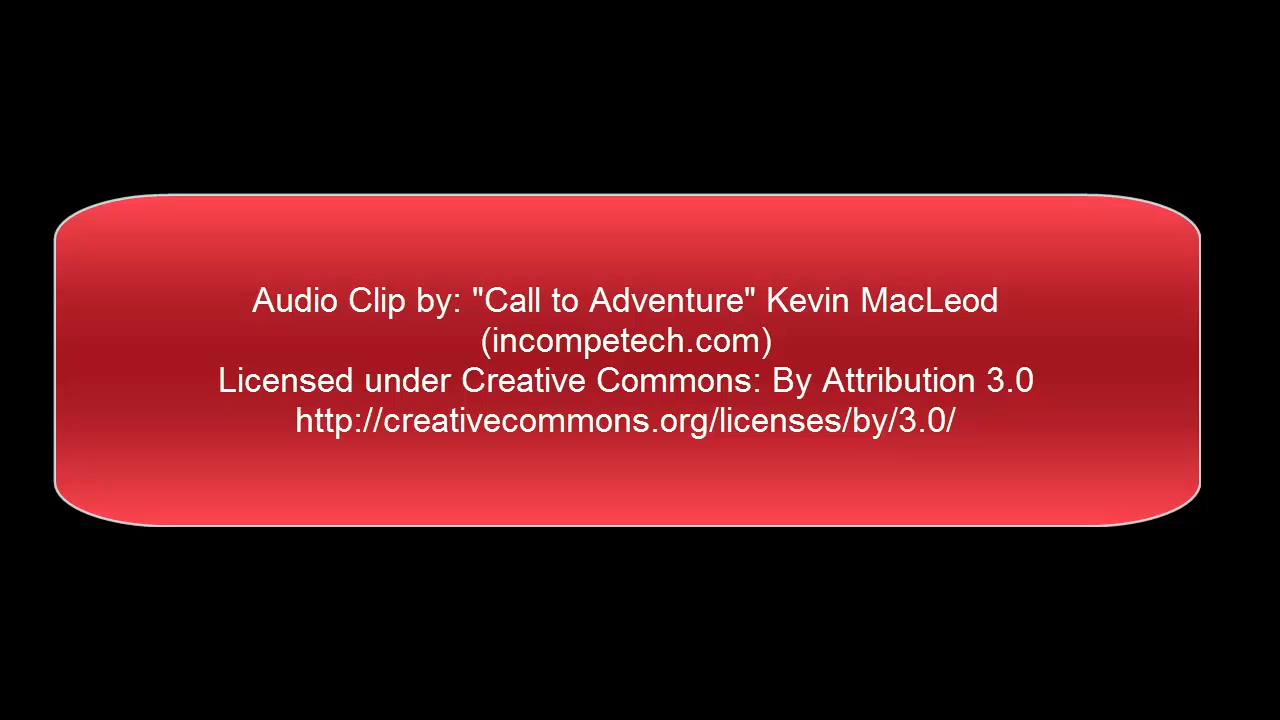 Audio Clip by: "Call to Adventure" Kevin MacLeod
(incompetech.com)
Licensed under Creative Commons: By Attribution 3.0
http://creativecommons.org/licenses/by/3.0/